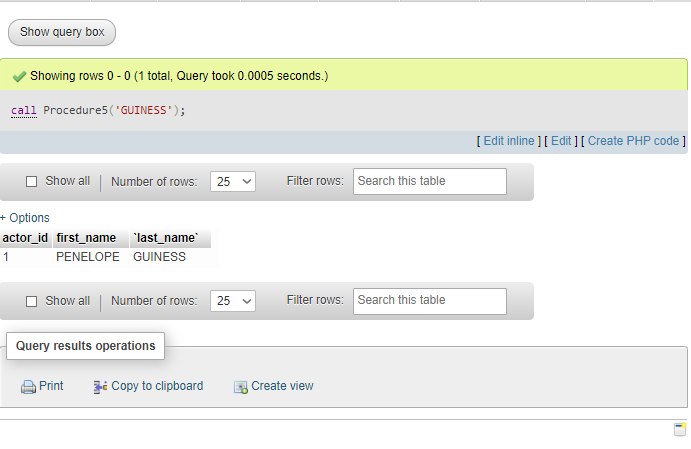 Show query box
Showing rows 0 - 0 (1 total, Query took 0.0005 seconds.)
call Procedure5('GUINESS');
[ Edit inline ] [ Edit ] [ Create PHP code ]
Show all | Number of rows: 25 Filter rows: Search this table
+ Options
actor_id first_name `last_name`
1 PENELOPE GUINESS
Show all | Number of rows: 25 Filter rows: Search this table
Query results operations
Print Copy to clipboard Create view